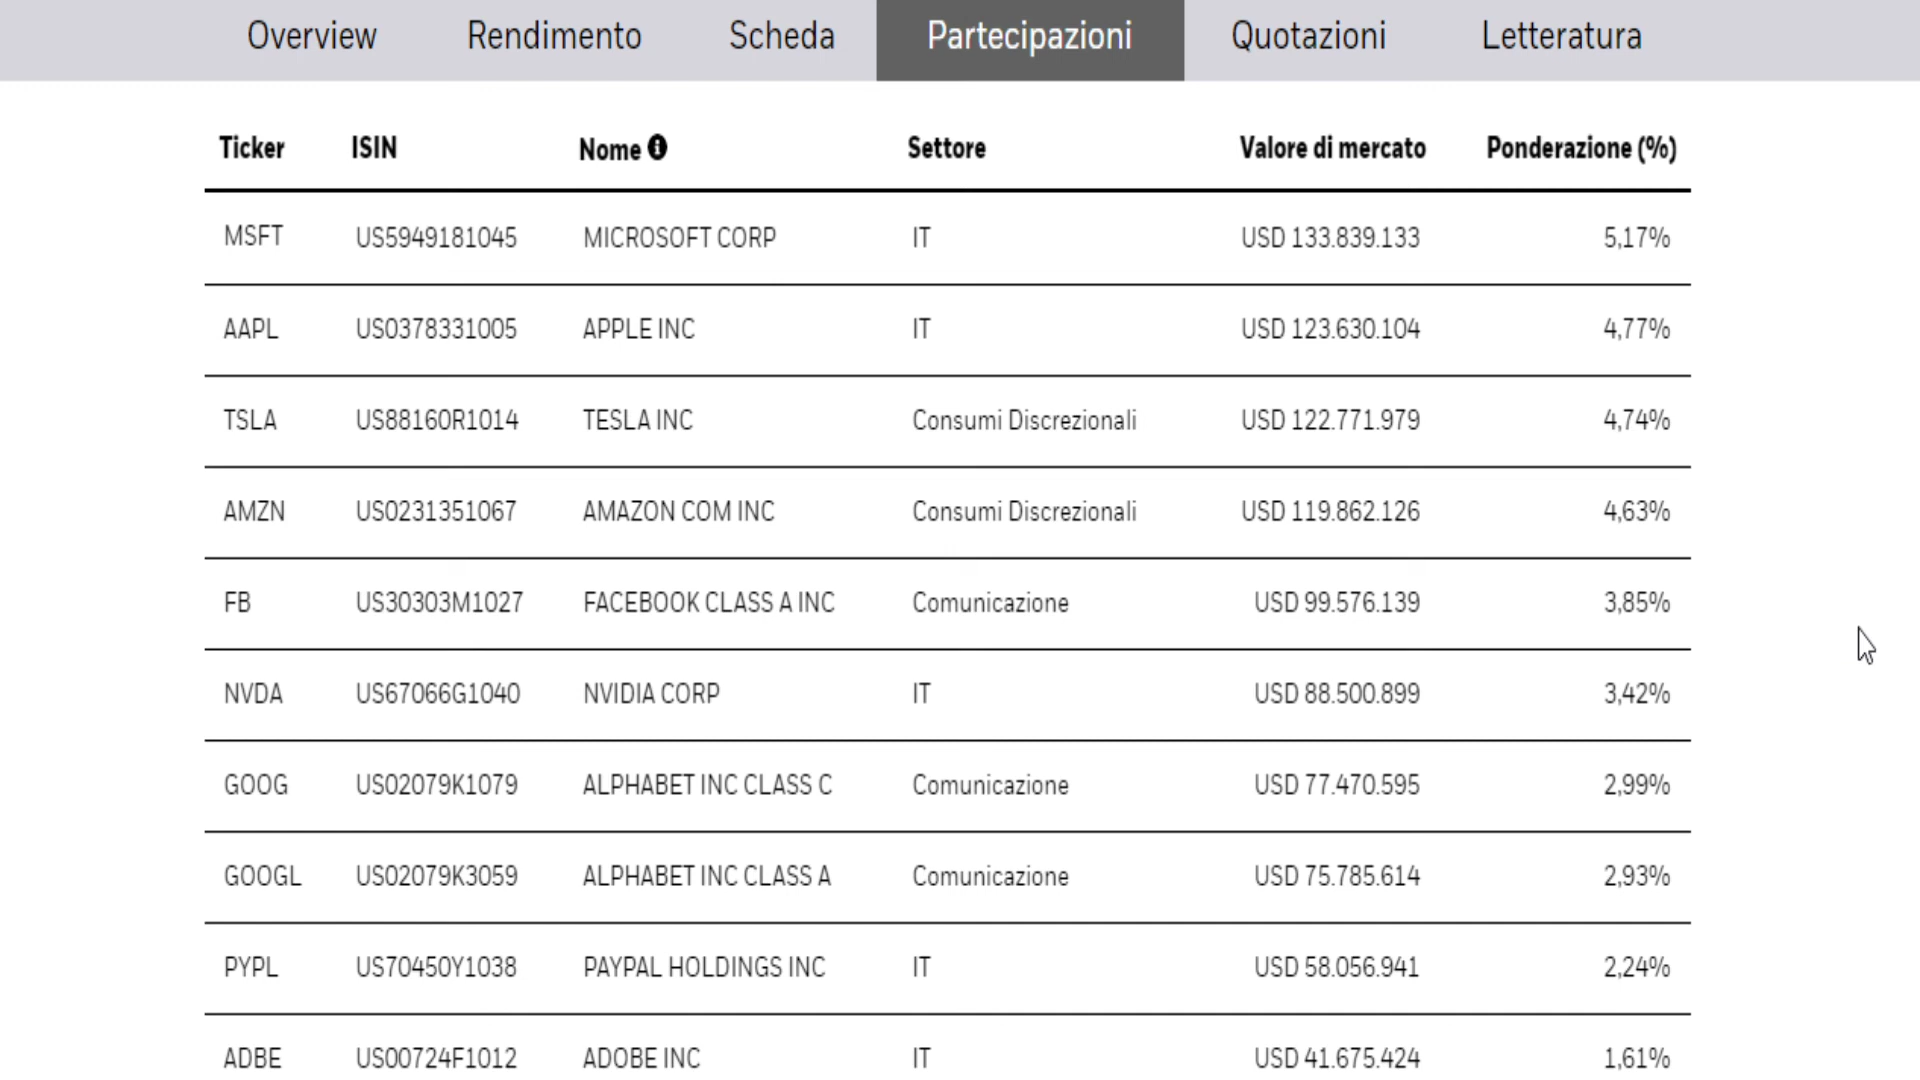 Overview Rendimento Scheda Partecipazioni Quotazioni Letteratura
Ticker ISIN Nome Settore Valore di mercato Ponderazione (%)
MSFT US5949181045 MICROSOFT CORP IT USD 133.839.133 5,17%
AAPL US0378331005 APPLE INC IT USD 123.630.104 4,77%
TSLA US88160R1014 TESLA INC Consumi Discrezionali USD 122.771.979 4,74%
AMZN US0231351067 AMAZON COM INC Consumi Discrezionali USD 119.862.126 4,63%
FB US30303M1027 FACEBOOK CLASS A INC Comunicazione USD 99.576.139 3,85%
NVDA US67066G1040 NVIDIA CORP IT USD 88.500.899 3,42%
GOOG US02079K1079 ALPHABET INC CLASS C Comunicazione USD 77.470.595 2,99%
GOOGL US02079K3059 ALPHABET INC CLASS A Comunicazione USD 75.785.614 2,93%
PYPL US70450Y1038 PAYPAL HOLDINGS INC IT USD 58.056.941 2,24%
ADBE US00724F1012 ADOBE INC IT USD 41.675.424 1,61%